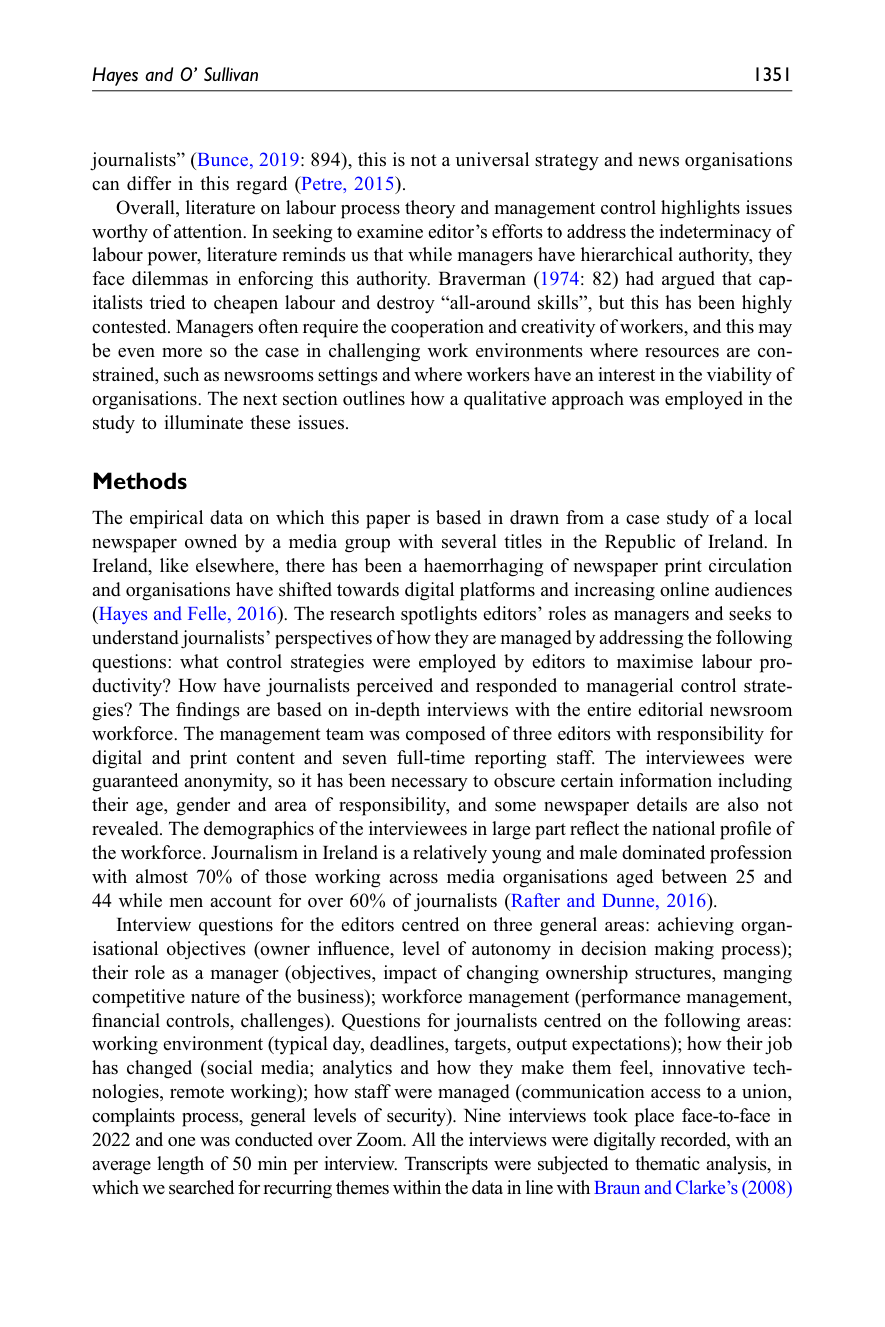 Hayes and O’ Sullivan 1351
journalists” (Bunce, 2019: 894), this is not a universal strategy and news organisations
can differ in this regard (Petre, 2015).
Overall, literature on labour process theory and management control highlights issues
worthy of attention. In seeking to examine editor’s efforts to address the indeterminacy of
labour power, literature reminds us that while managers have hierarchical authority, they
face dilemmas in enforcing this authority. Braverman (1974: 82) had argued that cap-
italists tried to cheapen labour and destroy “all-around skills”, but this has been highly
contested. Managers often require the cooperation and creativity of workers, and this may
be even more so the case in challenging work environments where resources are con-
strained, such as newsrooms settings and where workers have an interest in the viability of
organisations. The next section outlines how a qualitative approach was employed in the
study to illuminate these issues.
Methods
The empirical data on which this paper is based in drawn from a case study of a local
newspaper owned by a media group with several titles in the Republic of Ireland. In
Ireland, like elsewhere, there has been a haemorrhaging of newspaper print circulation
and organisations have shifted towards digital platforms and increasing online audiences
(Hayes and Felle, 2016). The research spotlights editors’ roles as managers and seeks to
understand journalists’ perspectives of how they are managed by addressing the following
questions: what control strategies were employed by editors to maximise labour pro-
ductivity? How have journalists perceived and responded to managerial control strate-
gies? The findings are based on in-depth interviews with the entire editorial newsroom
workforce. The management team was composed of three editors with responsibility for
digital and print content and seven full-time reporting staff. The interviewees were
guaranteed anonymity, so it has been necessary to obscure certain information including
their age, gender and area of responsibility, and some newspaper details are also not
revealed. The demographics of the interviewees in large part reflect the national profile of
the workforce. Journalism in Ireland is a relatively young and male dominated profession
with almost 70% of those working across media organisations aged between 25 and
44 while men account for over 60% of journalists (Rafter and Dunne, 2016).
Interview questions for the editors centred on three general areas: achieving organ-
isational objectives (owner influence, level of autonomy in decision making process);
their role as a manager (objectives, impact of changing ownership structures, manging
competitive nature of the business); workforce management (performance management,
financial controls, challenges). Questions for journalists centred on the following areas:
working environment (typical day, deadlines, targets, output expectations); how their job
has changed (social media; analytics and how they make them feel, innovative tech-
nologies, remote working); how staff were managed (communication access to a union,
complaints process, general levels of security). Nine interviews took place face-to-face in
2022 and one was conducted over Zoom. All the interviews were digitally recorded, with an
average length of 50 min per interview. Transcripts were subjected to thematic analysis, in
which we searched for recurring themes within the data in line with Braun and Clarke’s (2008)